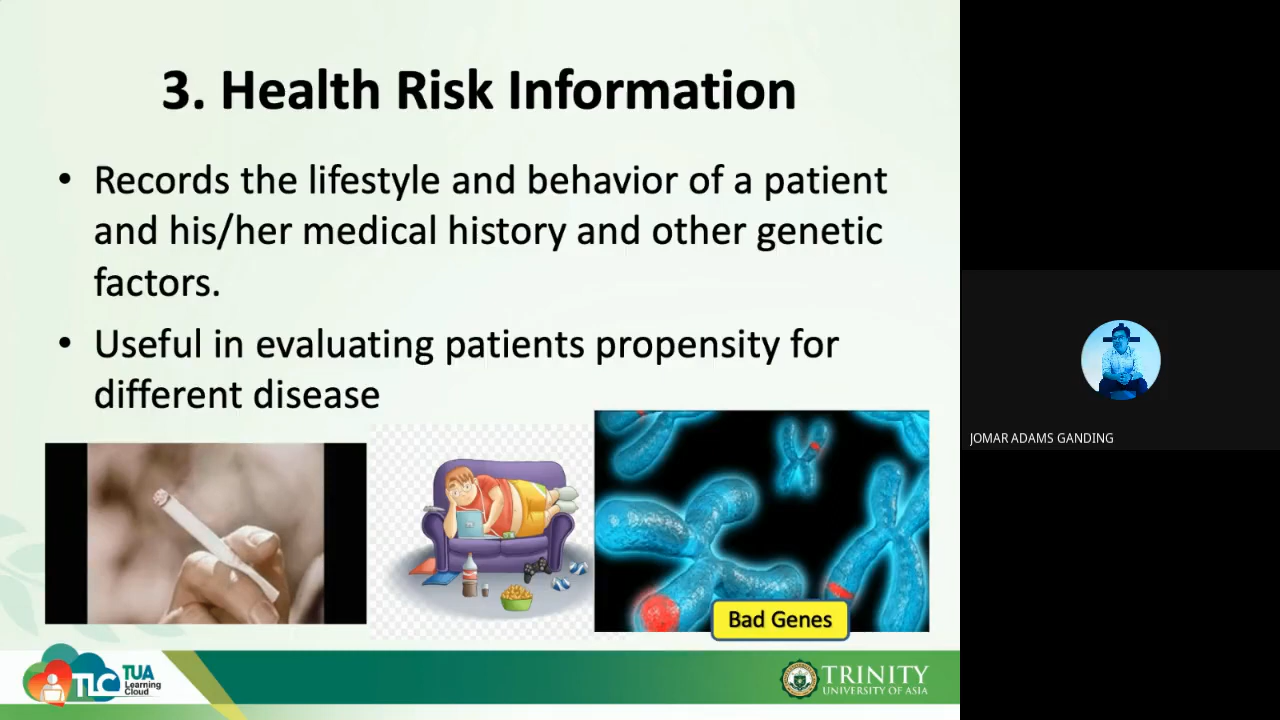 3. Health Risk Information
• Records the lifestyle and behavior of a patient
and his/her medical history and other genetic
factors.
• Useful in evaluating patients propensity for
different disease
Bad Genes
JOMAR ADAMS GANDING
TLC TUA
Learning
Cloud
TRINITY
UNIVERSITY OF ASIA